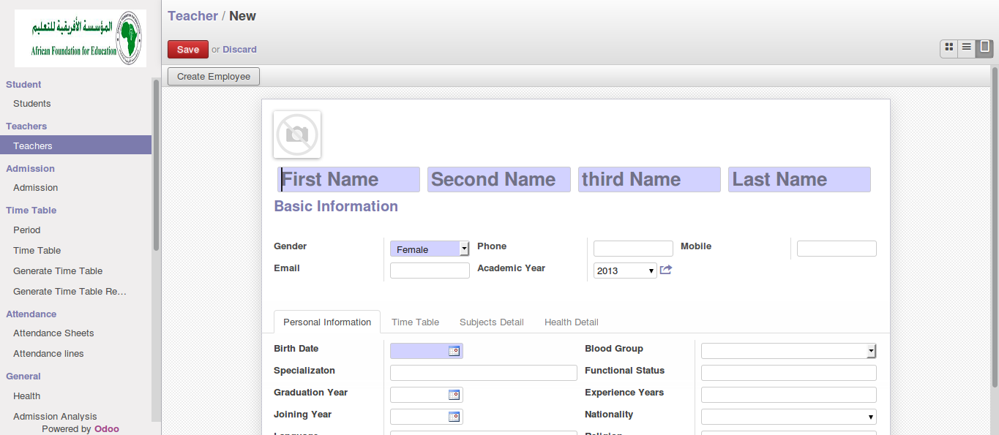 المؤسسة الأفريقية للتعليم
African Foundation for Education
Student
Students
Teachers
Teachers
Admission
Admission
Time Table
Period
Time Table
Generate Time Table
Generate Time Table Re...
Attendance
Attendance Sheets
Attendance lines
General
Health
Admission Analysis
Powered by Odoo
Teacher / New
Save or Discard
Create Employee
First Name Second Name third Name Last Name
Basic Information
Gender Female Phone Mobile
Email Academic Year 2013
Personal Information Time Table Subjects Detail Health Detail
Birth Date Blood Group
Specializaton Functional Status
Graduation Year Experience Years
Joining Year Nationality
Language Religion